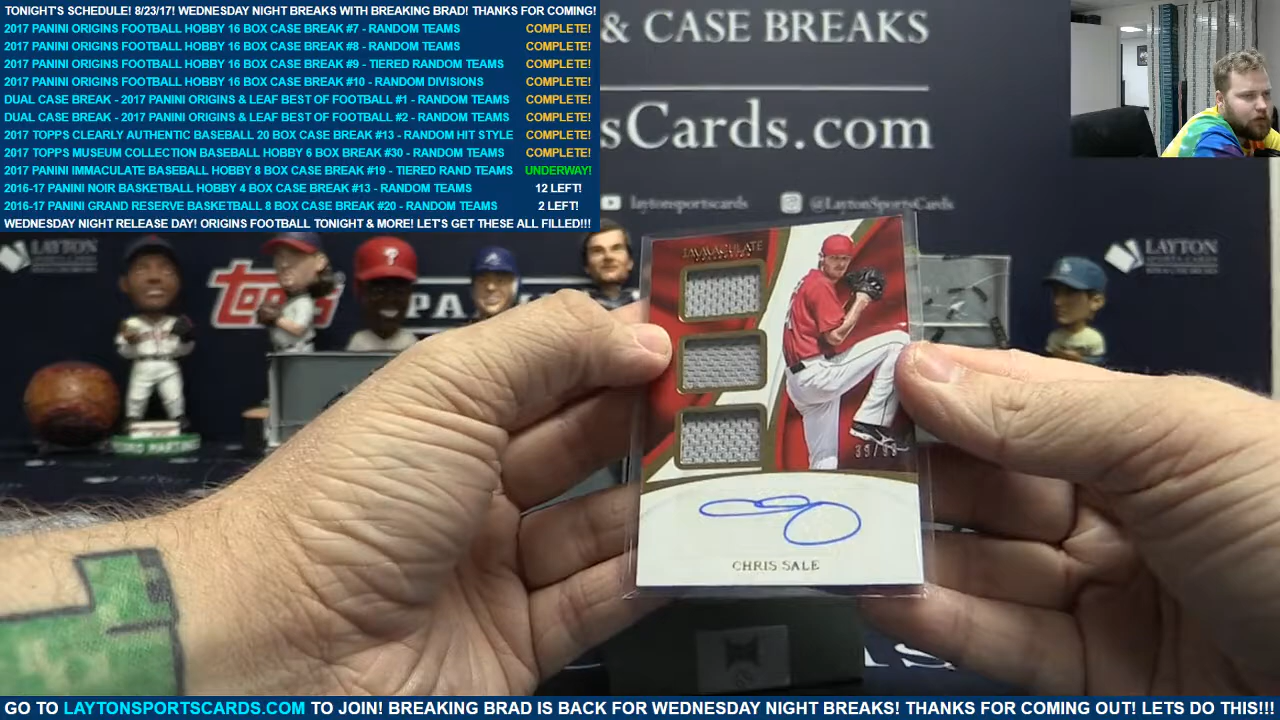 TONIGHT'S SCHEDULE! 8/23/17! WEDNESDAY NIGHT BREAKS WITH BREAKING BRAD! THANKS FOR COMING!
2017 PANINI ORIGINS FOOTBALL HOBBY 16 BOX CASE BREAK #7 - RANDOM TEAMS COMPLETE!
2017 PANINI ORIGINS FOOTBALL HOBBY 16 BOX CASE BREAK #8 - RANDOM TEAMS COMPLETE!
2017 PANINI ORIGINS FOOTBALL HOBBY 16 BOX CASE BREAK #9 - TIERED RANDOM TEAMS COMPLETE!
2017 PANINI ORIGINS FOOTBALL HOBBY 16 BOX CASE BREAK #10 - RANDOM DIVISIONS COMPLETE!
DUAL CASE BREAK - 2017 PANINI ORIGINS & LEAF BEST OF FOOTBALL #1 - RANDOM TEAMS COMPLETE!
DUAL CASE BREAK - 2017 PANINI ORIGINS & LEAF BEST OF FOOTBALL #2 - RANDOM TEAMS COMPLETE!
2017 TOPPS CLEARLY AUTHENTIC BASEBALL 20 BOX CASE BREAK #13 - RANDOM HIT STYLE COMPLETE!
2017 TOPPS MUSEUM COLLECTION BASEBALL HOBBY 6 BOX BREAK #30 - RANDOM TEAMS COMPLETE!
2017 PANINI IMMACULATE BASEBALL HOBBY 8 BOX CASE BREAK #19 - TIERED RAND TEAMS UNDERWAY!
2016-17 PANINI NOIR BASKETBALL HOBBY 4 BOX CASE BREAK #13 - RANDOM TEAMS 12 LEFT!
2016-17 PANINI GRAND RESERVE BASKETBALL 8 BOX CASE BREAK #20 - RANDOM TEAMS 2 LEFT!
WEDNESDAY NIGHT RELEASE DAY! ORIGINS FOOTBALL TONIGHT & MORE! LET'S GET THESE ALL FILLED!!!
& CASE BREAKS
sCards.com
laytonsportscards @LaytonSportsCards
LAYTON
LAYTON
topps
PA
IMMACULATE
COLLECTION
CHRIS SALE
GO TO LAYTONSPORTSCARDS.COM TO JOIN! BREAKING BRAD IS BACK FOR WEDNESDAY NIGHT BREAKS! THANKS FOR COMING OUT! LETS DO THIS!!!